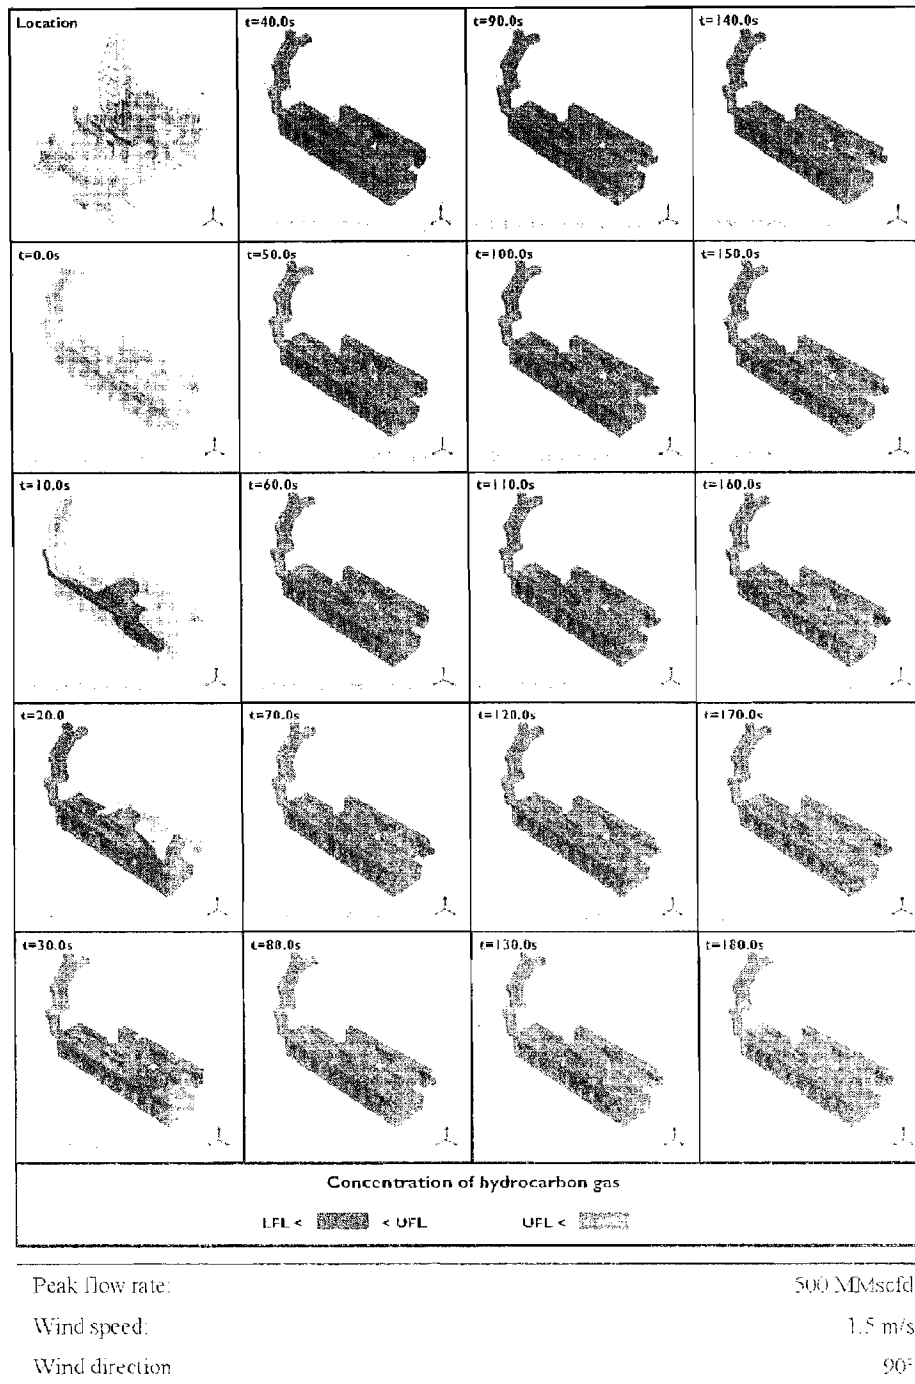 Location
t=40.0s
t=90.0s
t=140.0s
t=0.0s
t=50.0s
t=100.0s
t=150.0s
t=10.0s
t=60.0s
t=110.0s
t=160.0s
t=20.0
t=70.0s
t=120.0s
t=170.0s
t=30.0s
t=80.0s
t=130.0s
t=180.0s
Concentration of hydrocarbon gas
LFL < < UFL UFL <
Peak flow rate: 500 MMscfd
Wind speed: 1.5 m/s
Wind direction 90°